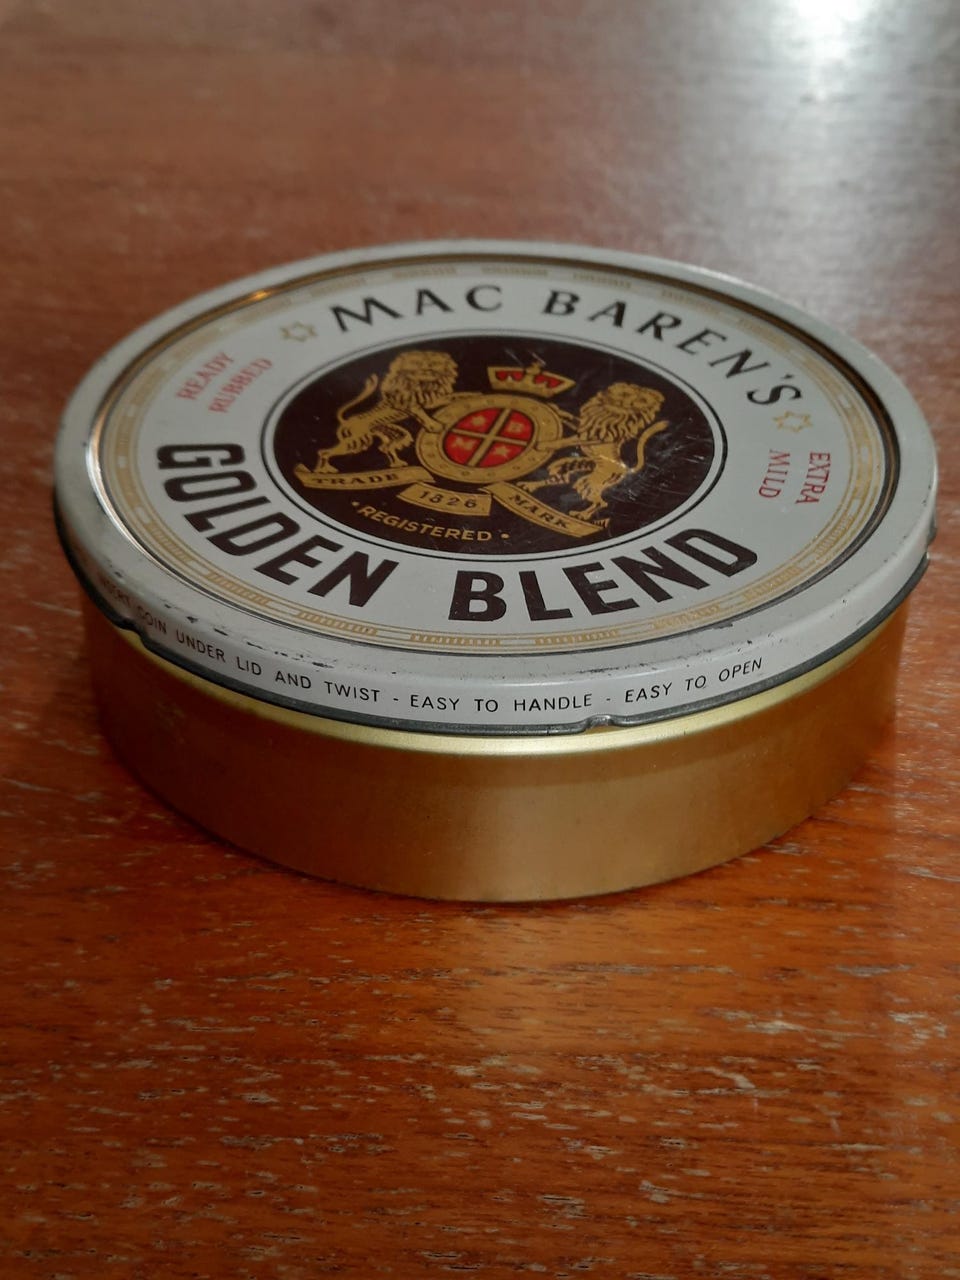 MAC BAREN'S
READY
RUBBED
EXTRA
MILD
M B
TRADE 1826 MARK
• REGISTERED •
GOLDEN BLEND
INSERT COIN UNDER LID AND TWIST - EASY TO HANDLE - EASY TO OPEN